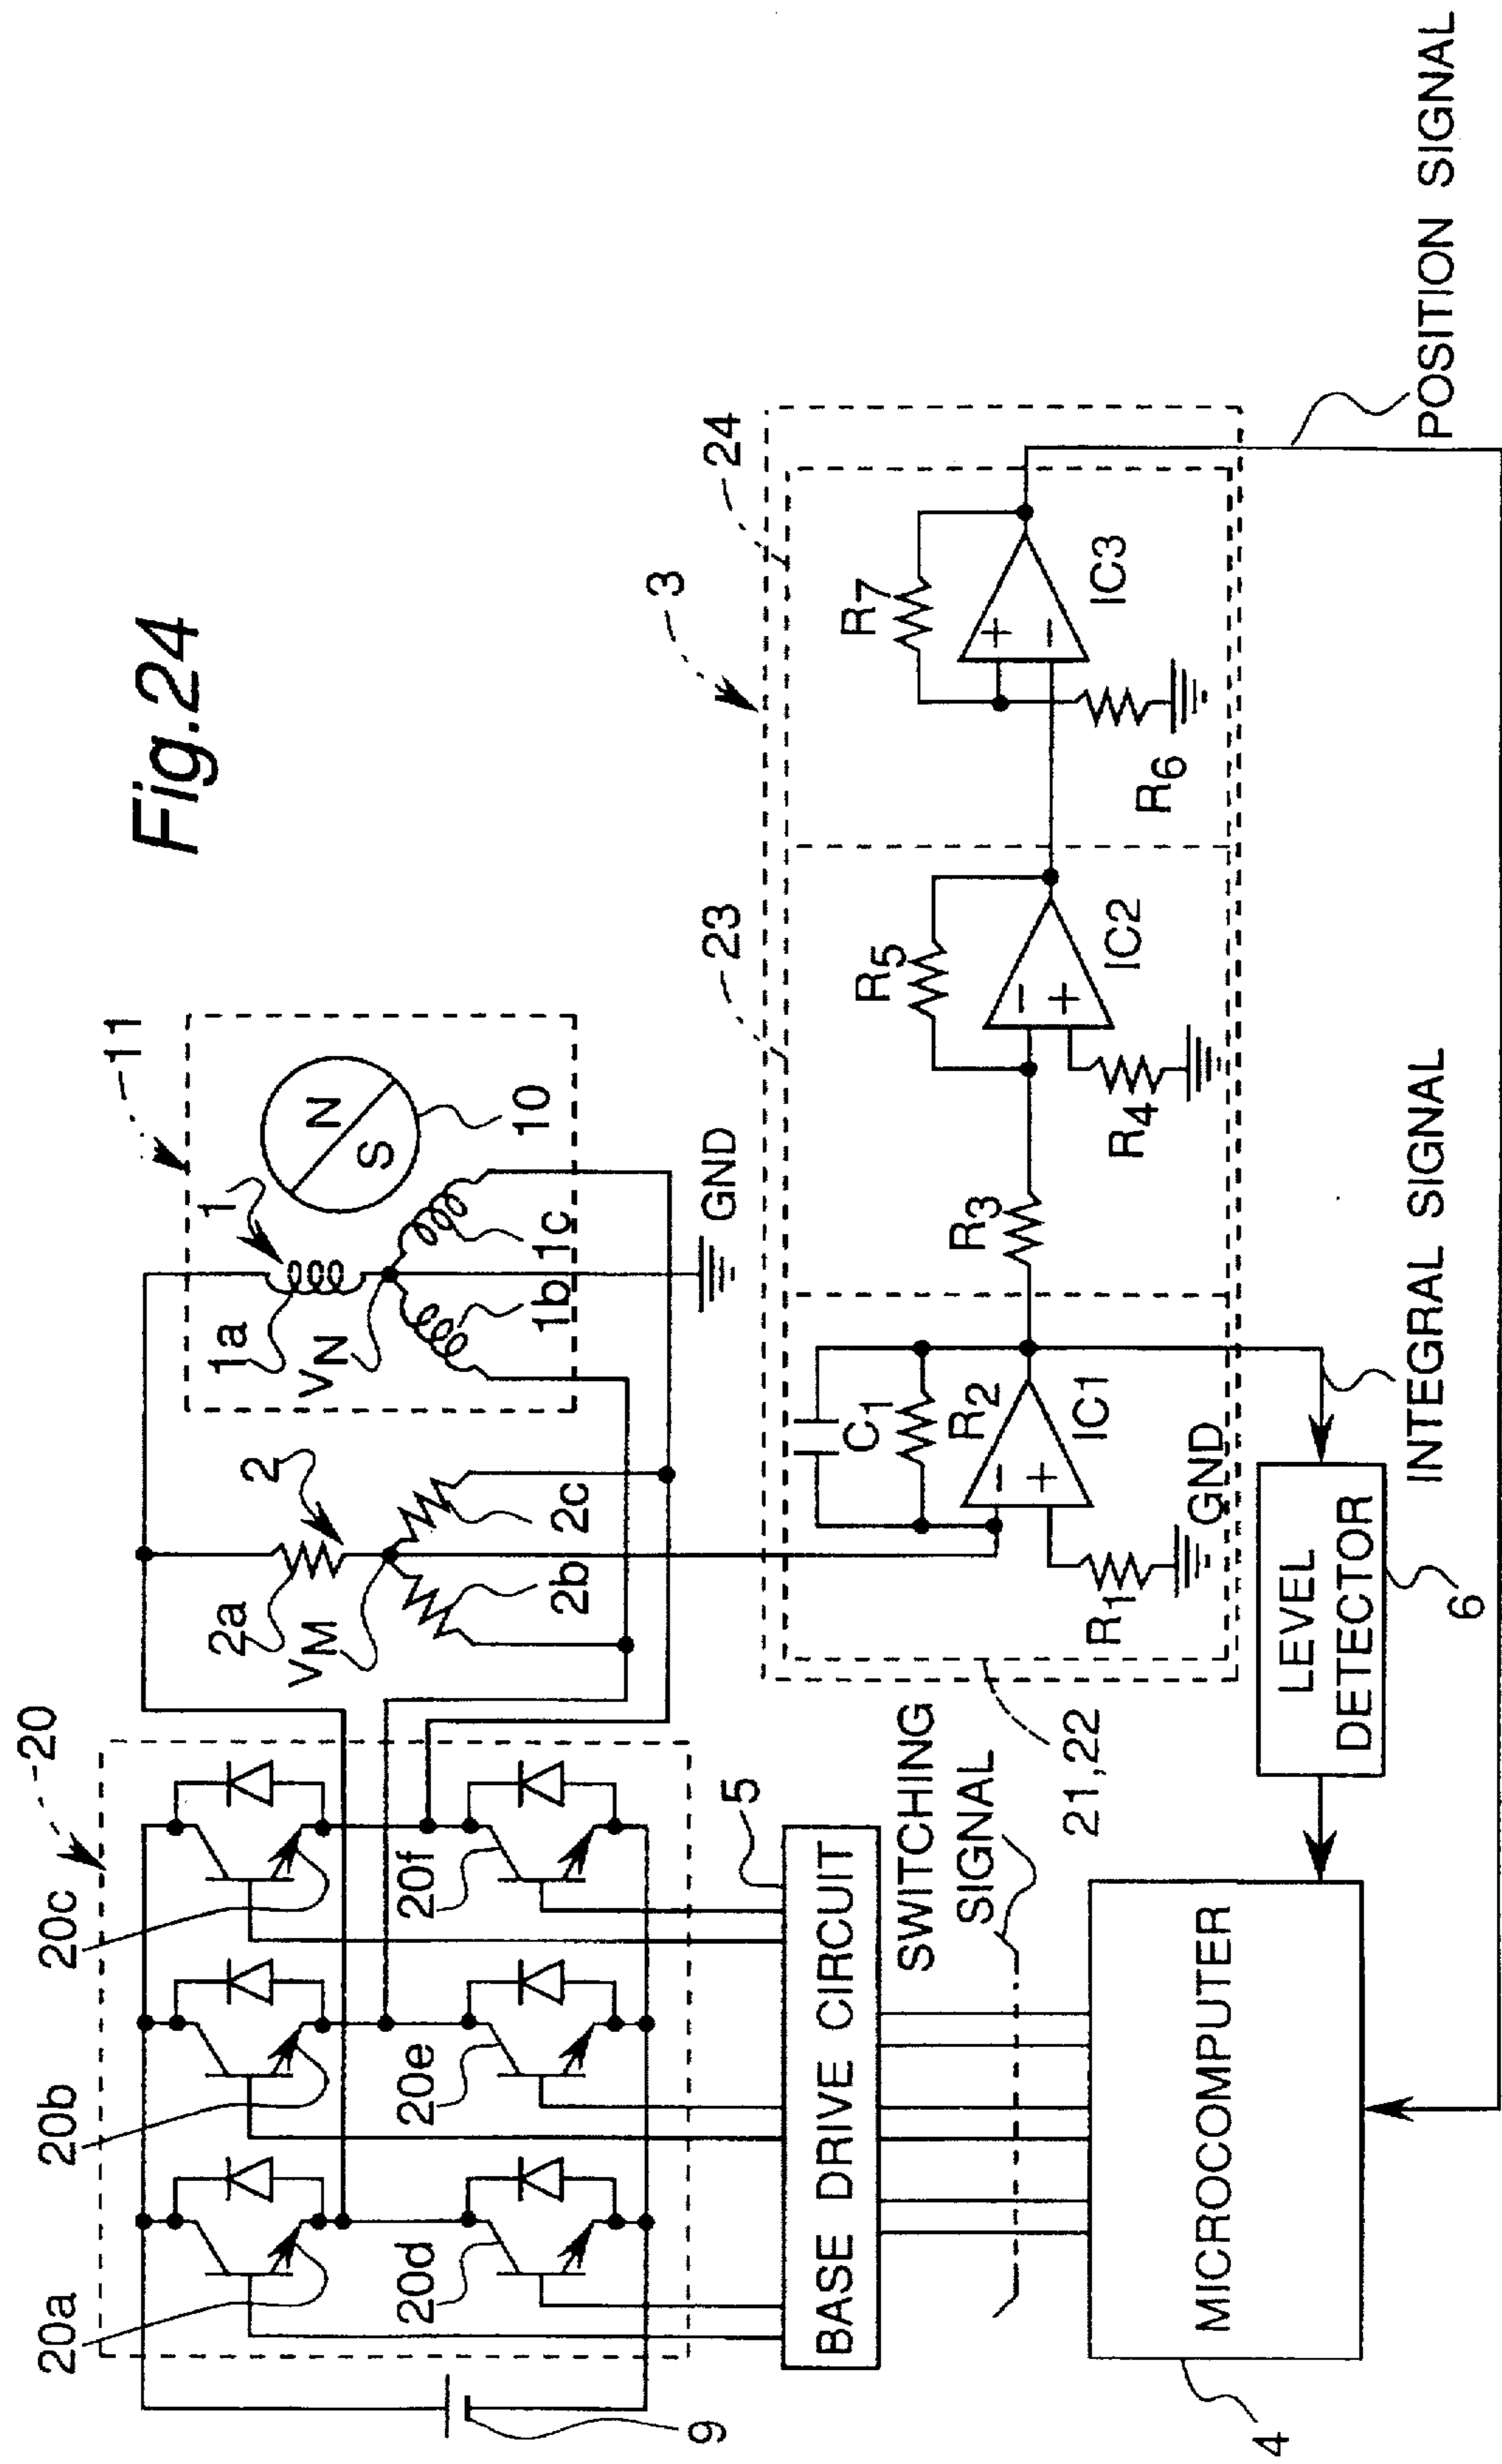 Fig.24
20
20a
20b
20c
20d
20e
20f
9
2
2a
2b
2c
VM
11
1
1a
1b
1c
VN
N
S
10
GND
5
BASE DRIVE CIRCUIT
SWITCHING
SIGNAL
MICROCOMPUTER
4
3
21,22
23
24
C1
R2
IC1
−
+
R1
GND
R3
R5
IC2
−
+
R4
R7
IC3
+
−
R6
LEVEL
DETECTOR
6
INTEGRAL SIGNAL
POSITION SIGNAL